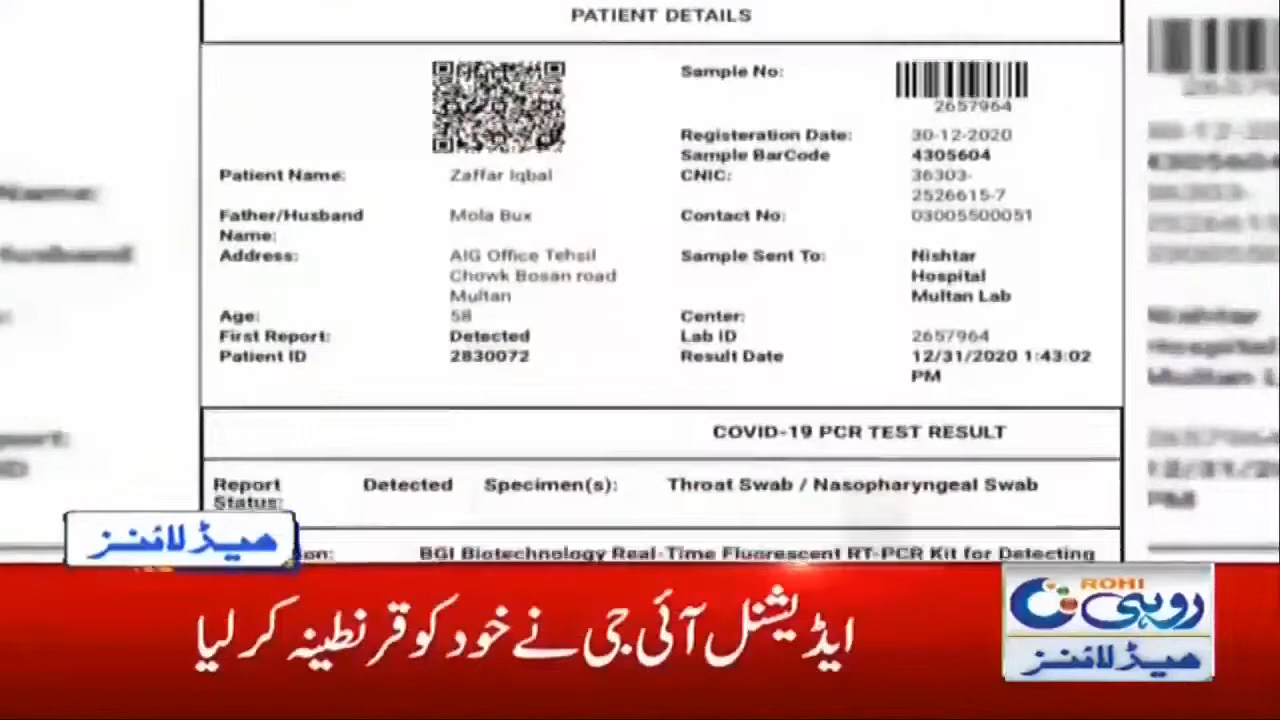 PATIENT DETAILS
Sample No:
2657964
Registeration Date: 30-12-2020
Sample BarCode 4305604
Patient Name: Zaffar Iqbal
CNIC: 36303-
2526615-7
Father/Husband
Name: Mola Bux
Contact No: 03005500051
Address: AIG Office Tehsil
Chowk Bosan road
Multan
Sample Sent To: Nishtar
Hospital
Multan Lab
Age: 58
Center:
First Report: Detected
Lab ID 2657964
Patient ID 2830072
Result Date 12/31/2020 1:43:02
PM
COVID-19 PCR TEST RESULT
Report
Status: Detected
Specimen(s): Throat Swab / Nasopharyngeal Swab
BGI Biotechnology Real-Time Fluorescent RT-PCR Kit for Detecting
ہیڈ لائنز
ایڈیشنل آئی جی نے خود کو قرنطینہ کر لیا
ROHI
روہی
ہیڈ لائنز